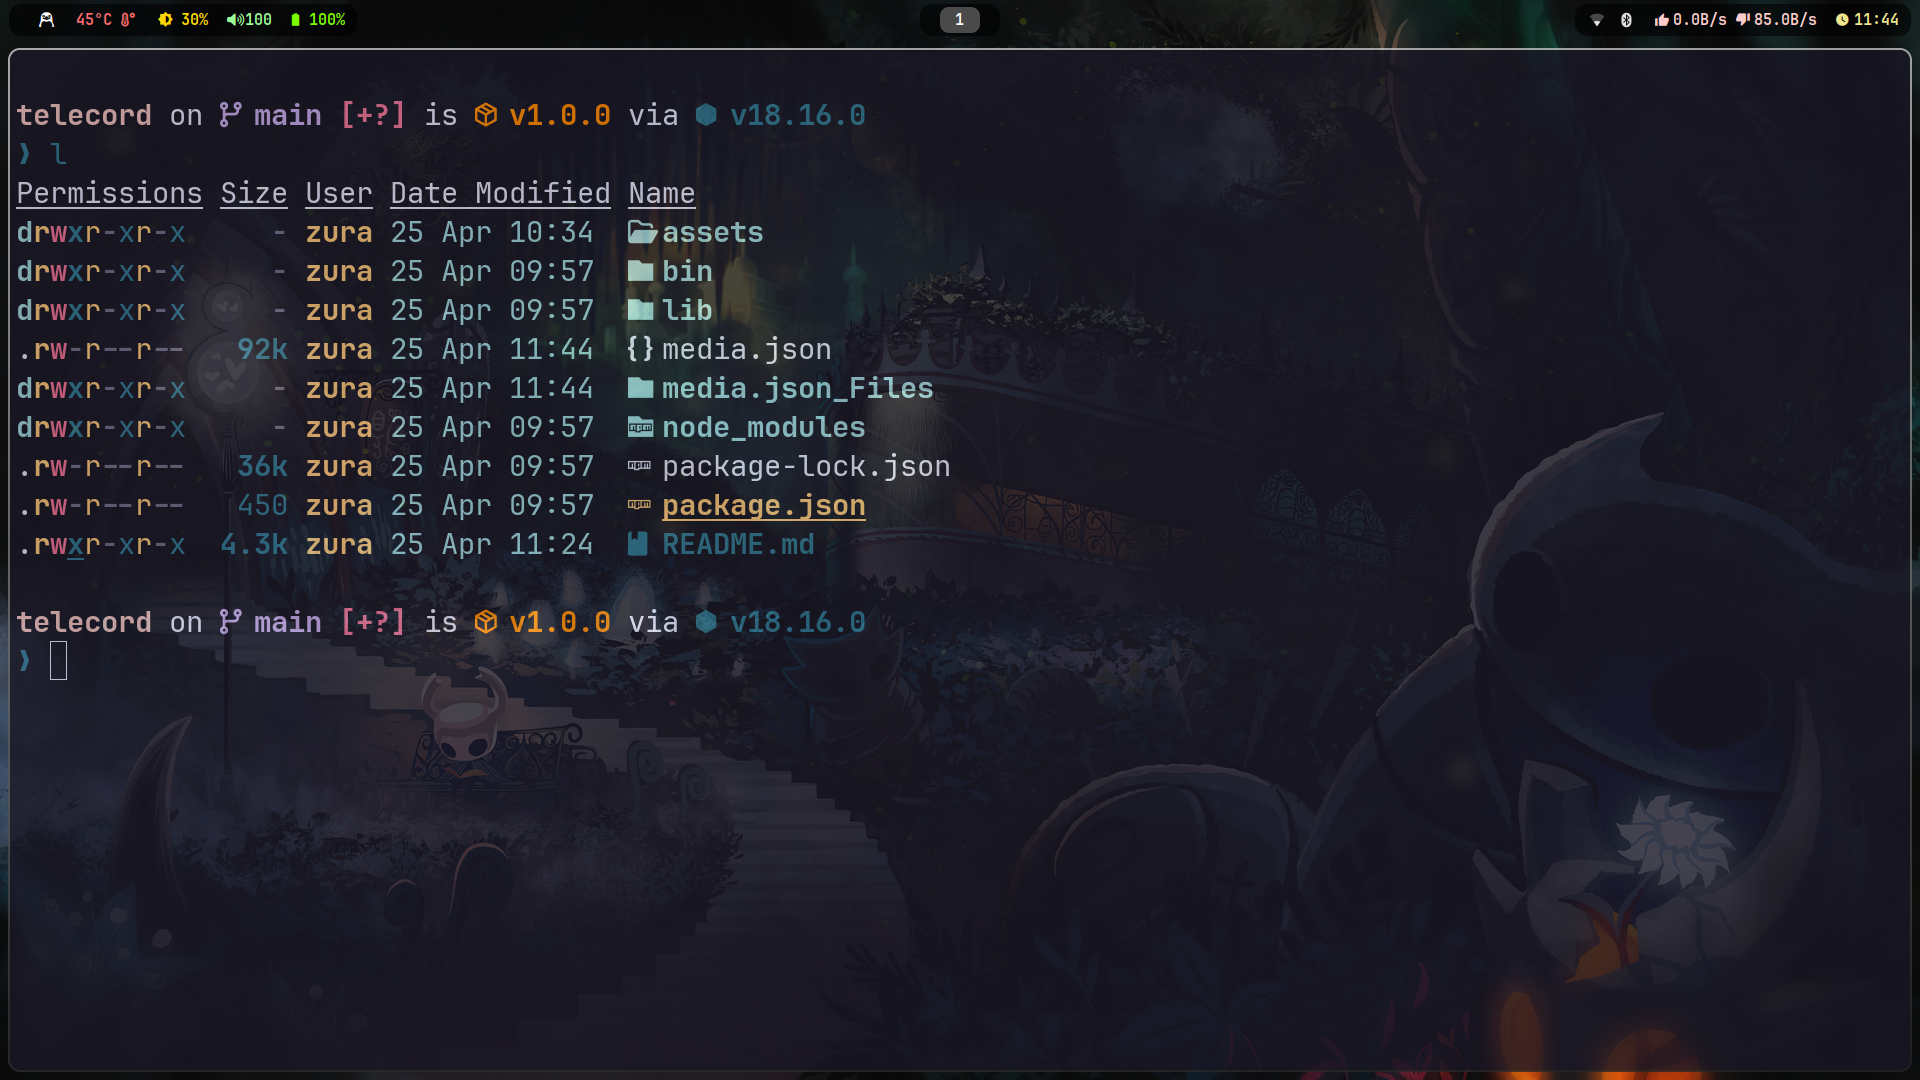 45°C 30% 100 100% 1 0.0B/s 85.0B/s 11:44
telecord on main [+?] is v1.0.0 via v18.16.0
❯ l
Permissions Size User Date Modified Name
drwxr-xr-x - zura 25 Apr 10:34 assets
drwxr-xr-x - zura 25 Apr 09:57 bin
drwxr-xr-x - zura 25 Apr 09:57 lib
.rw-r--r-- 92k zura 25 Apr 11:44 {} media.json
drwxr-xr-x - zura 25 Apr 11:44 media.json_Files
drwxr-xr-x - zura 25 Apr 09:57 npm node_modules
.rw-r--r-- 36k zura 25 Apr 09:57 npm package-lock.json
.rw-r--r-- 450 zura 25 Apr 09:57 npm package.json
.rwxr-xr-x 4.3k zura 25 Apr 11:24 README.md
telecord on main [+?] is v1.0.0 via v18.16.0
❯